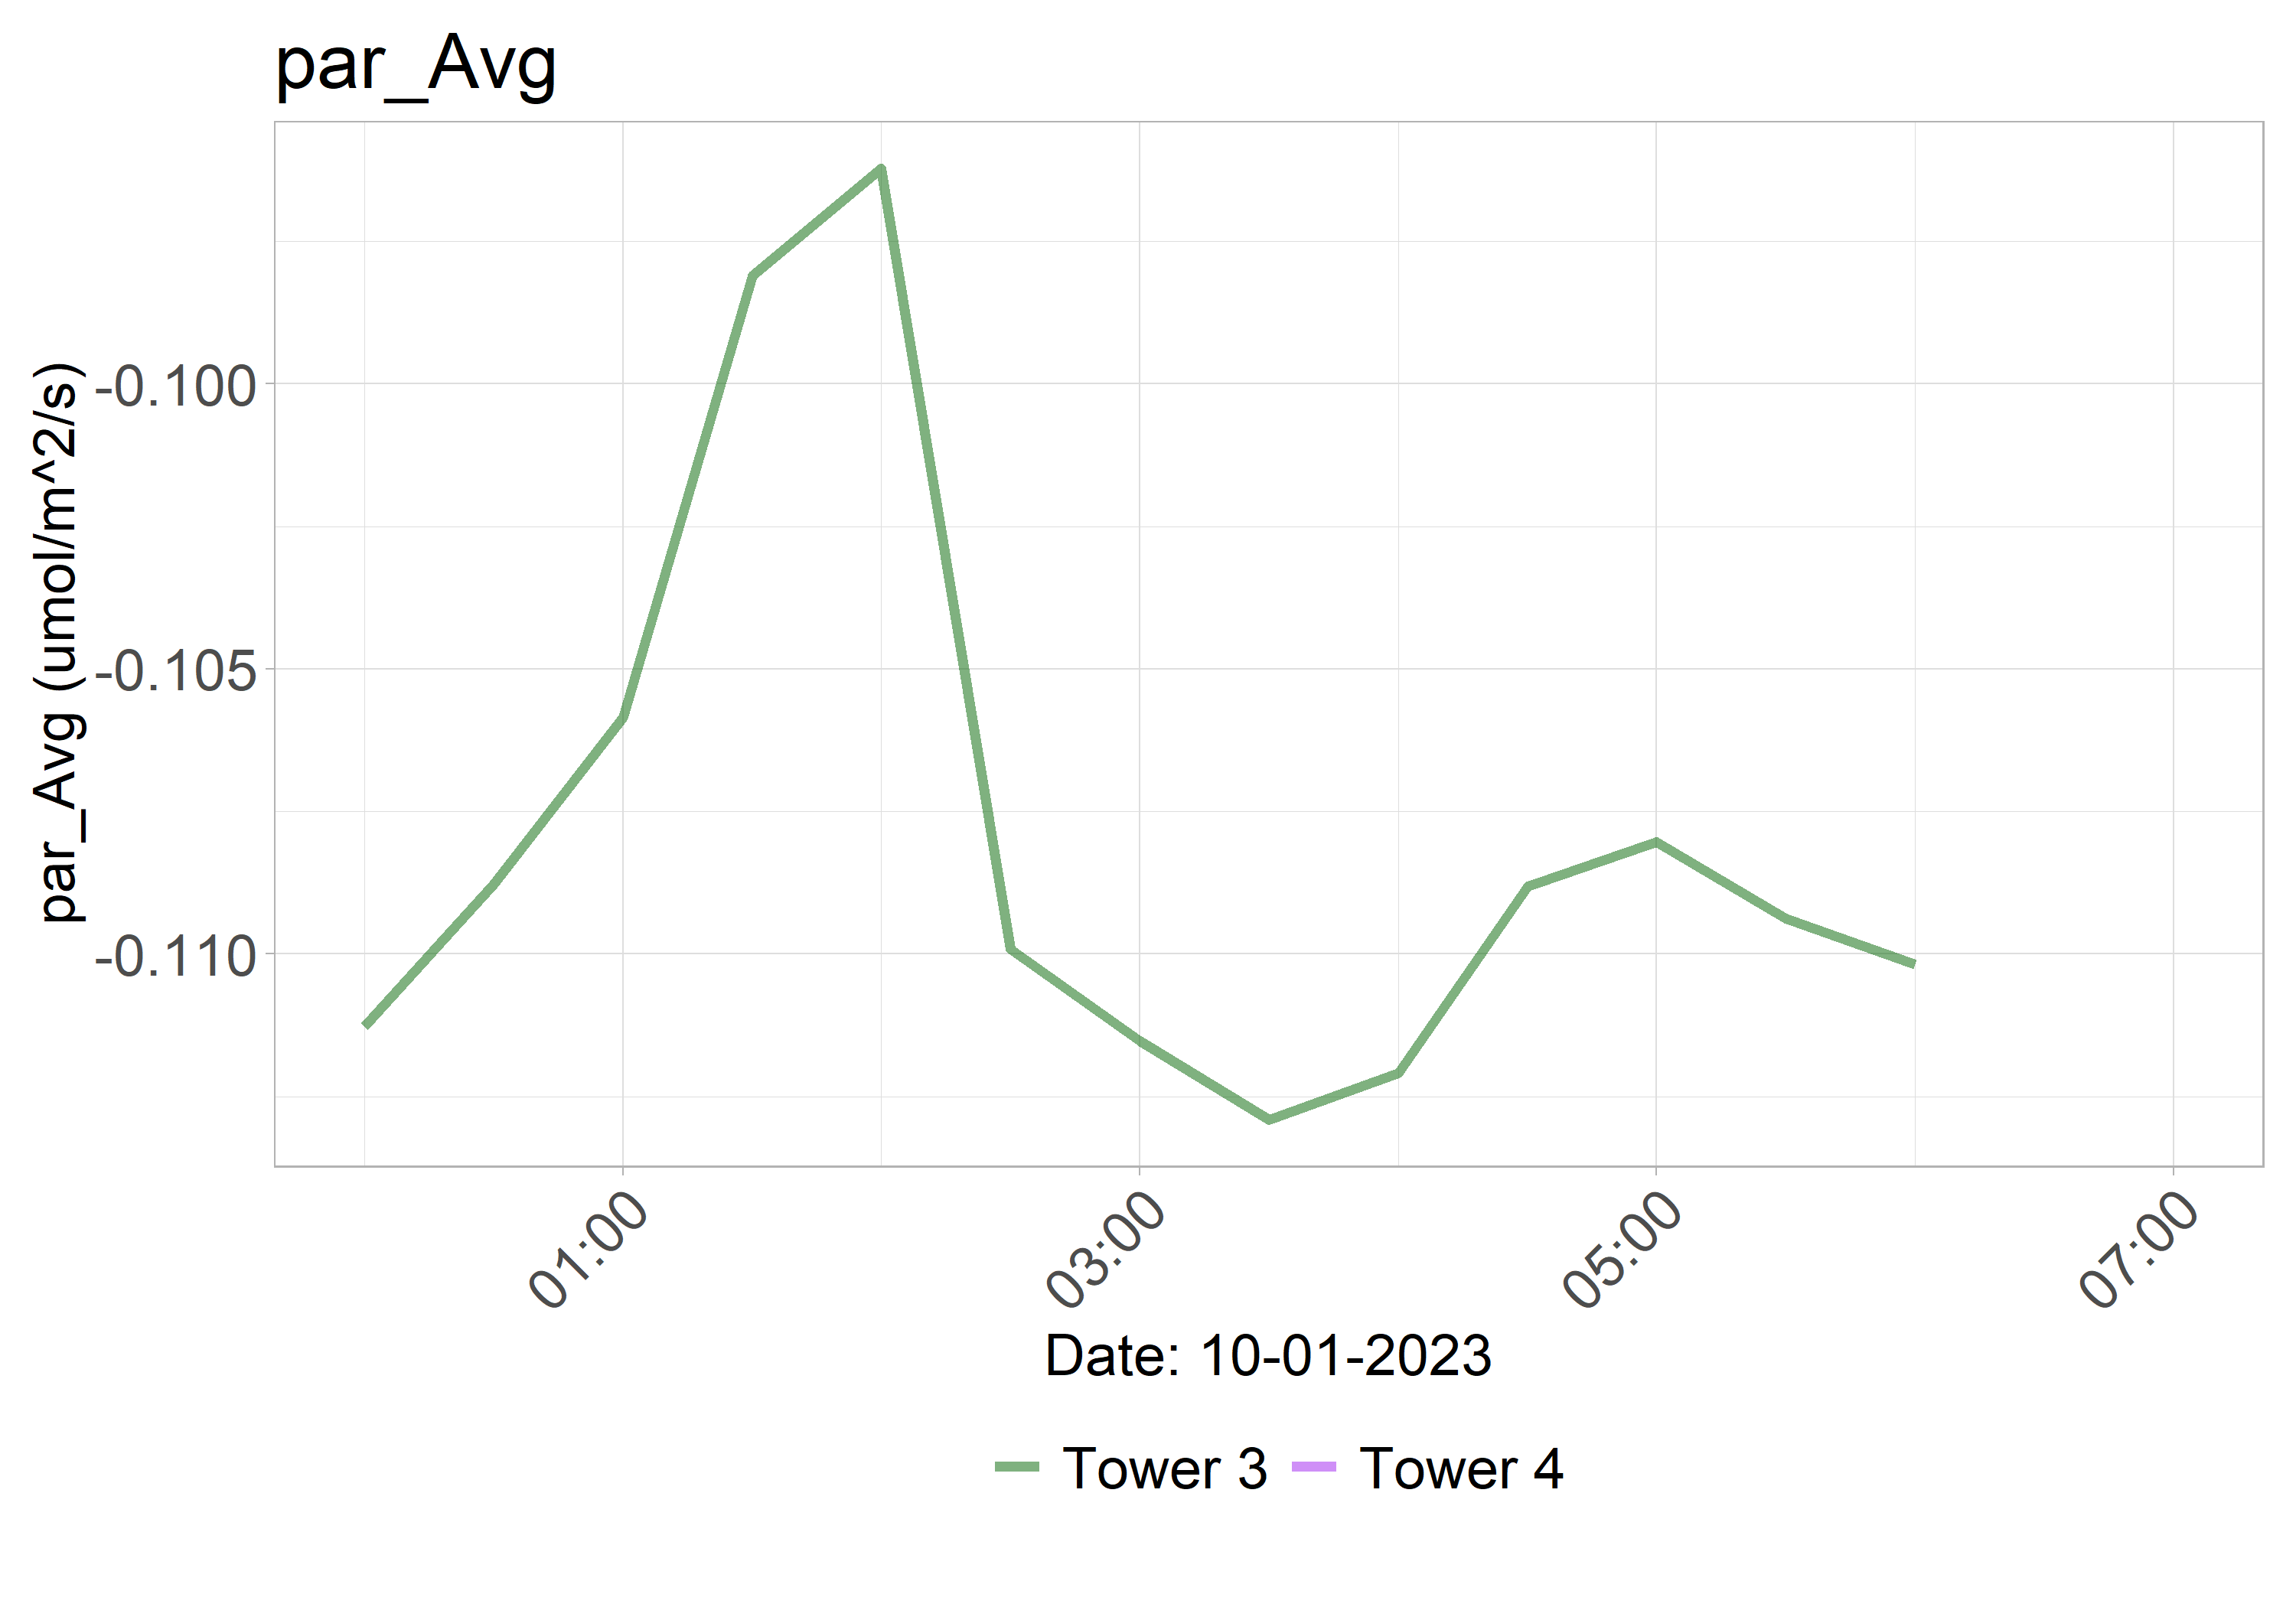 par_Avg
par_Avg (umol/m^2/s)
-0.100
-0.105
-0.110
01:00
03:00
05:00
07:00
Date: 10-01-2023
Tower 3
Tower 4